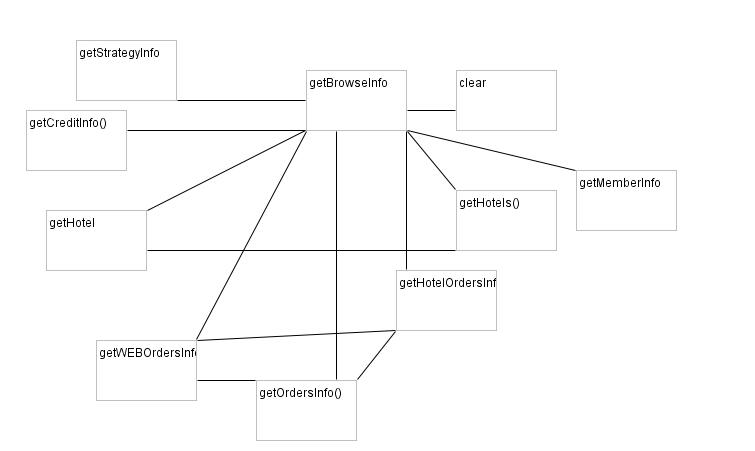 getStrategyInfo
getBrowseInfo
clear
getCreditInfo()
getMemberInfo
getHotel
getHotels()
getHotelOrdersInf
getWEBOrdersInfo
getOrdersInfo()